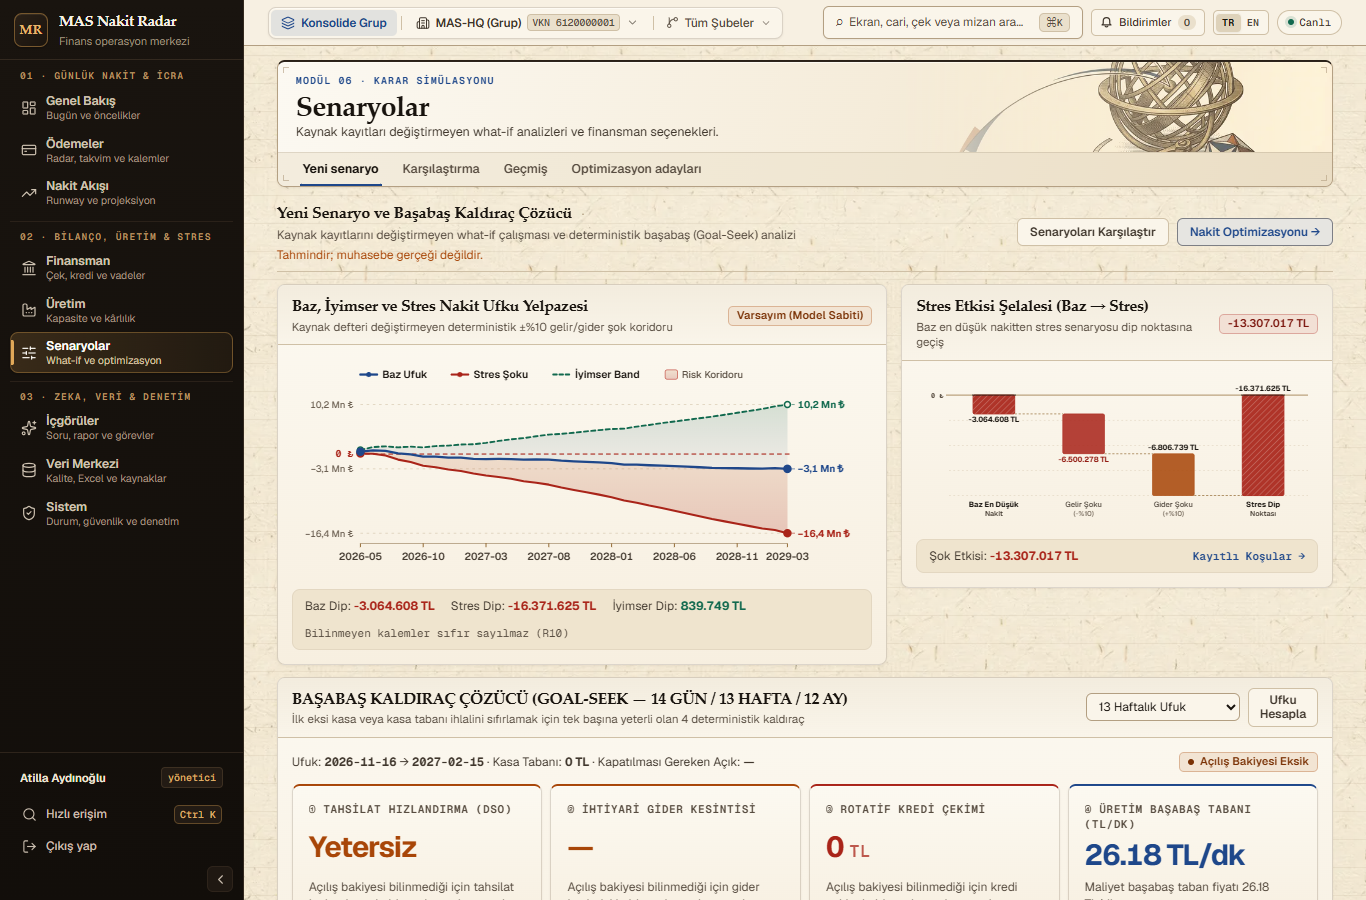 MR
MAS Nakit Radar
Finans operasyon merkezi
01 · GÜNLÜK NAKİT & İCRA
Genel Bakış
Bugün ve öncelikler
Ödemeler
Radar, takvim ve kalemler
Nakit Akışı
Runway ve projeksiyon
02 · BİLANÇO, ÜRETİM & STRES
Finansman
Çek, kredi ve vadeler
Üretim
Kapasite ve kârlılık
Senaryolar
What-if ve optimizasyon
03 · ZEKA, VERİ & DENETİM
İçgörüler
Soru, rapor ve görevler
Veri Merkezi
Kalite, Excel ve kaynaklar
Sistem
Durum, güvenlik ve denetim
Atilla Aydınoğlu
yönetici
Hızlı erişim
Ctrl K
Çıkış yap
Konsolide Grup
MAS-HQ (Grup) VKN 6120000001
Tüm Şubeler
Ekran, cari, çek veya mizan ara... ⌘K
Bildirimler 0
TR EN
Canlı
MODÜL 06 · KARAR SİMÜLASYONU
Senaryolar
Kaynak kayıtları değiştirmeyen what-if analizleri ve finansman seçenekleri.
Yeni senaryo Karşılaştırma Geçmiş Optimizasyon adayları
Yeni Senaryo ve Başabaş Kaldıraç Çözücü
Kaynak kayıtlarını değiştirmeyen what-if çalışması ve deterministik başabaş (Goal-Seek) analizi
Tahmindir; muhasebe gerçeği değildir.
Senaryoları Karşılaştır
Nakit Optimizasyonu →
Baz, İyimser ve Stres Nakit Ufku Yelpazesi
Kaynak defteri değiştirmeyen deterministik ±%10 gelir/gider şok koridoru
Varsayım (Model Sabiti)
Baz Ufuk Stres Şoku İyimser Band Risk Koridoru
10,2 Mn ₺
0 ₺
−3,1 Mn ₺
−16,4 Mn ₺
10,2 Mn ₺
−3,1 Mn ₺
−16,4 Mn ₺
2026-05 2026-10 2027-03 2027-08 2028-01 2028-06 2028-11 2029-03
Baz Dip: -3.064.608 TL Stres Dip: -16.371.625 TL İyimser Dip: 839.749 TL
Bilinmeyen kalemler sıfır sayılmaz (R10)
Stres Etkisi Şelalesi (Baz → Stres)
Baz en düşük nakitten stres senaryosu dip noktasına
geçiş
-13.307.017 TL
0 ₺
-3.064.608 TL
-6.500.278 TL
-6.806.739 TL
-16.371.625 TL
Baz En Düşük
Nakit
Gelir Şoku
(-%10)
Gider Şoku
(+%10)
Stres Dip
Noktası
Şok Etkisi: -13.307.017 TL
Kayıtlı Koşular →
BAŞABAŞ KALDIRAÇ ÇÖZÜCÜ (GOAL-SEEK — 14 GÜN / 13 HAFTA / 12 AY)
İlk eksi kasa veya kasa tabanı ihlalini sıfırlamak için tek başına yeterli olan 4 deterministik kaldıraç
13 Haftalık Ufuk
Ufku
Hesapla
Ufuk: 2026-11-16 → 2027-02-15 · Kasa Tabanı: 0 TL · Kapatılması Gereken Açık: —
Açılış Bakiyesi Eksik
① TAHSİLAT HIZLANDIRMA (DSO)
Yetersiz
Açılış bakiyesi bilinmediği için tahsilat
② İHTİYARİ GİDER KESİNTİSİ
—
Açılış bakiyesi bilinmediği için gider
③ ROTATİF KREDİ ÇEKİMİ
0 TL
Açılış bakiyesi bilinmediği için kredi
④ ÜRETİM BAŞABAŞ TABANI
(TL/DK)
26.18 TL/dk
Maliyet başabaş taban fiyatı 26.18